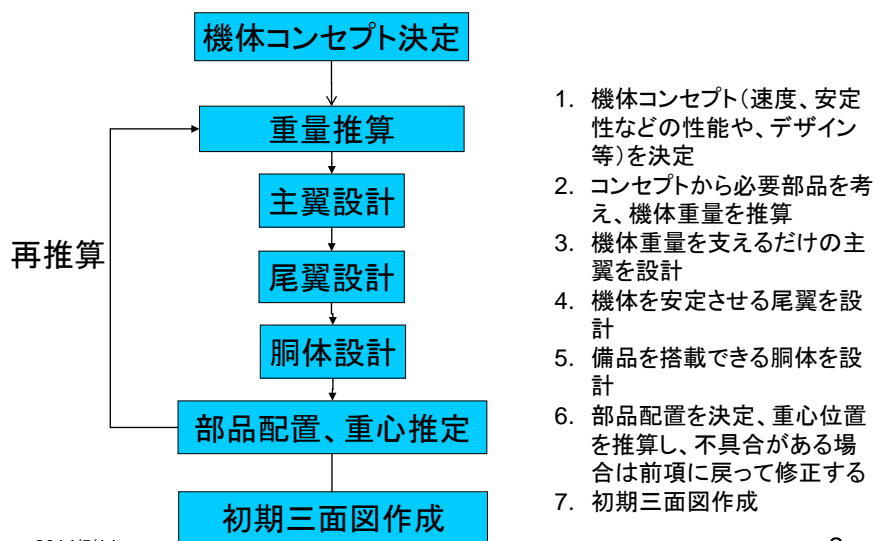 機体コンセプト決定
重量推算
主翼設計
再推算
尾翼設計
胴体設計
部品配置、重心推定
初期三面図作成
1. 機体コンセプト（速度、安定
性などの性能や、デザイン
等）を決定
2. コンセプトから必要部品を考
え、機体重量を推算
3. 機体重量を支えるだけの主
翼を設計
4. 機体を安定させる尾翼を設
計
5. 備品を搭載できる胴体を設
計
6. 部品配置を決定、重心位置
を推算し、不具合がある場
合は前項に戻って修正する
7. 初期三面図作成